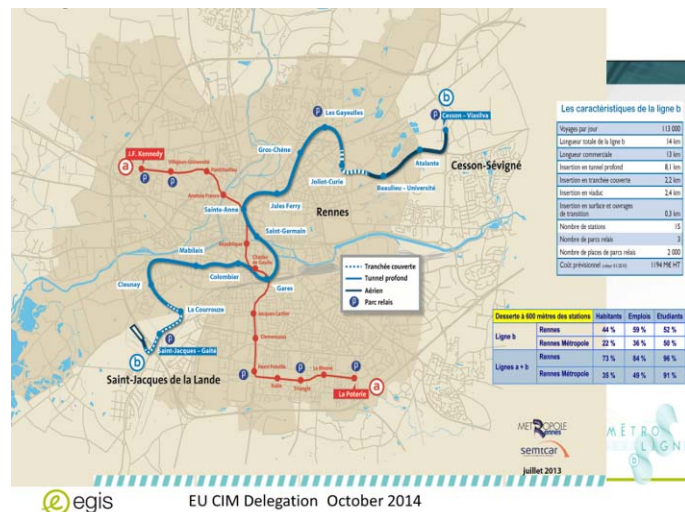 b
Cesson - Viasilva
Les Gayeulles
P
Gros-Chêne
Atalante
Cesson-Sévigné
J.F. Kennedy
a
Villejean-Université
Pontchaillou
Joliot-Curie
Beaulieu - Université
Anatole France
Jules Ferry
Rennes
Sainte-Anne
Saint-Germain
République
Mabilais
Charles de Gaulle
Colombier
Gares
Cleunay
La Courrouze
Jacques Cartier
Clemenceau
Saint-Jacques - Gaîté
b
Saint-Jacques de la Lande
Henri Fréville
Italie
Triangle
Le Blosne
La Poterie
a
Tranchée couverte
Tunnel profond
Aérien
P Parc relais
Les caractéristiques de la ligne b
Voyages par jour 113 000
Longueur totale de la ligne b 14 km
Longueur commerciale 13 km
Insertion en tunnel profond 8,1 km
Insertion en tranchée couverte 2,2 km
Insertion en viaduc 2,4 km
Insertion en surface et ouvrages
de transition 0,3 km
Nombre de stations 15
Nombre de parcs relais 3
Nombre de places de parcs relais 2 000
Coût prévisionnel 1194 M€ HT
Desserte à 600 mètres des stations Habitants Emplois Etudiants
Ligne b Rennes 44 % 59 % 52 %
Rennes Métropole 22 % 36 % 50 %
Lignes a + b Rennes 73 % 84 % 96 %
Rennes Métropole 35 % 49 % 91 %
METROPOLE
Rennes
semtcar
juillet 2013
MÉTRO
LIGNE
b
egis
EU CIM Delegation October 2014